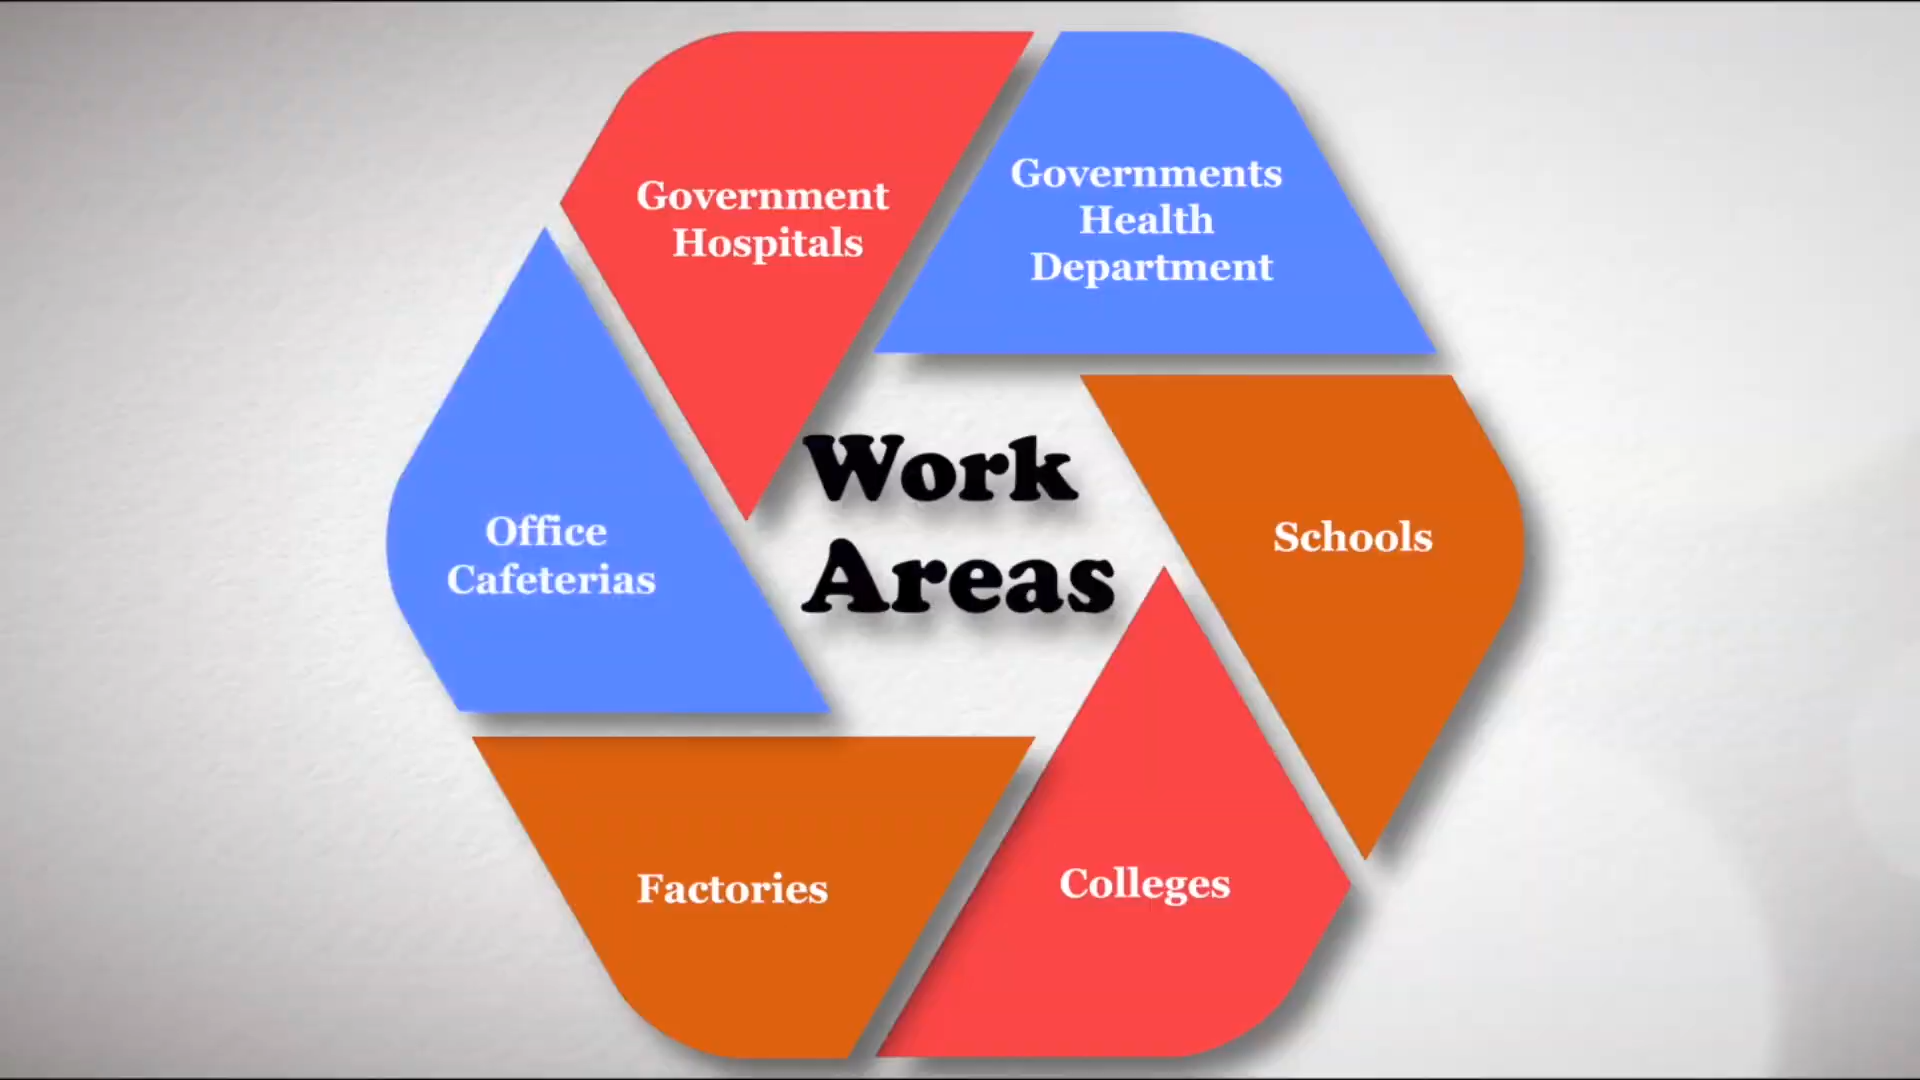 Government
Hospitals
Governments
Health
Department
Office
Cafeterias
Work
Areas
Schools
Factories
Colleges